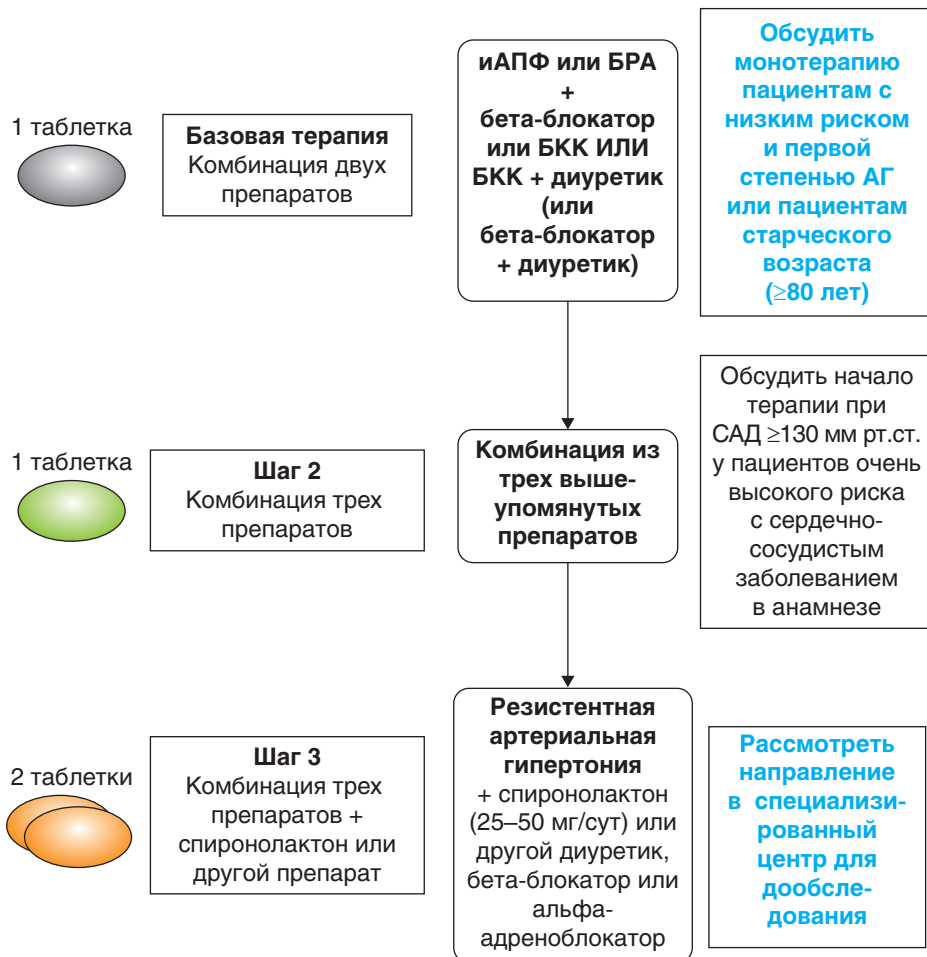 1 таблетка
Базовая терапия
Комбинация двух
препаратов
иАПФ или БРА
+
бета-блокатор
или БКК ИЛИ
БКК + диуретик
(или
бета-блокатор
+ диуретик)
Обсудить
монотерапию
пациентам с
низким риском
и первой
степенью АГ
или пациентам
старческого
возраста
(≥80 лет)
1 таблетка
Шаг 2
Комбинация трех
препаратов
Комбинация из
трех выше-
упомянутых
препаратов
Обсудить начало
терапии при
САД ≥130 мм рт.ст.
у пациентов очень
высокого риска
с сердечно-
сосудистым
заболеванием
в анамнезе
2 таблетки
Шаг 3
Комбинация трех
препаратов +
спиронолактон или
другой препарат
Резистентная
артериальная
гипертония
+ спиронолактон
(25–50 мг/сут) или
другой диуретик,
бета-блокатор или
альфа-
адреноблокатор
Рассмотреть
направление
в специализи-
рованный
центр для
дообсле-
дования